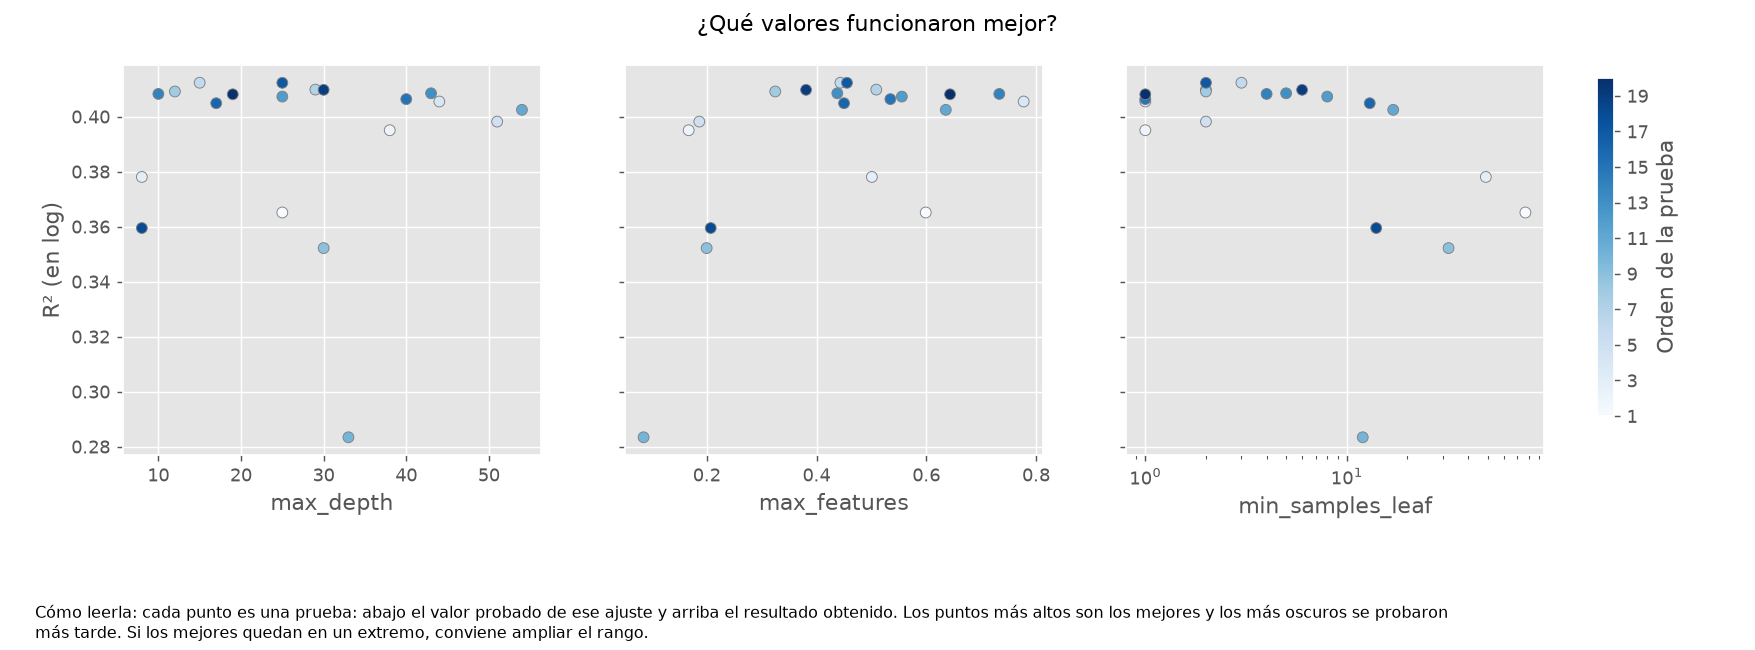 ¿Qué valores funcionaron mejor?
R² (en log)
0.40
0.38
0.36
0.34
0.32
0.30
0.28
10 20 30 40 50
max_depth
0.2 0.4 0.6 0.8
max_features
10⁰ 10¹
min_samples_leaf
19
17
15
13
11
9
7
5
3
1
Orden de la prueba
Cómo leerla: cada punto es una prueba: abajo el valor probado de ese ajuste y arriba el resultado obtenido. Los puntos más altos son los mejores y los más oscuros se probaron
más tarde. Si los mejores quedan en un extremo, conviene ampliar el rango.